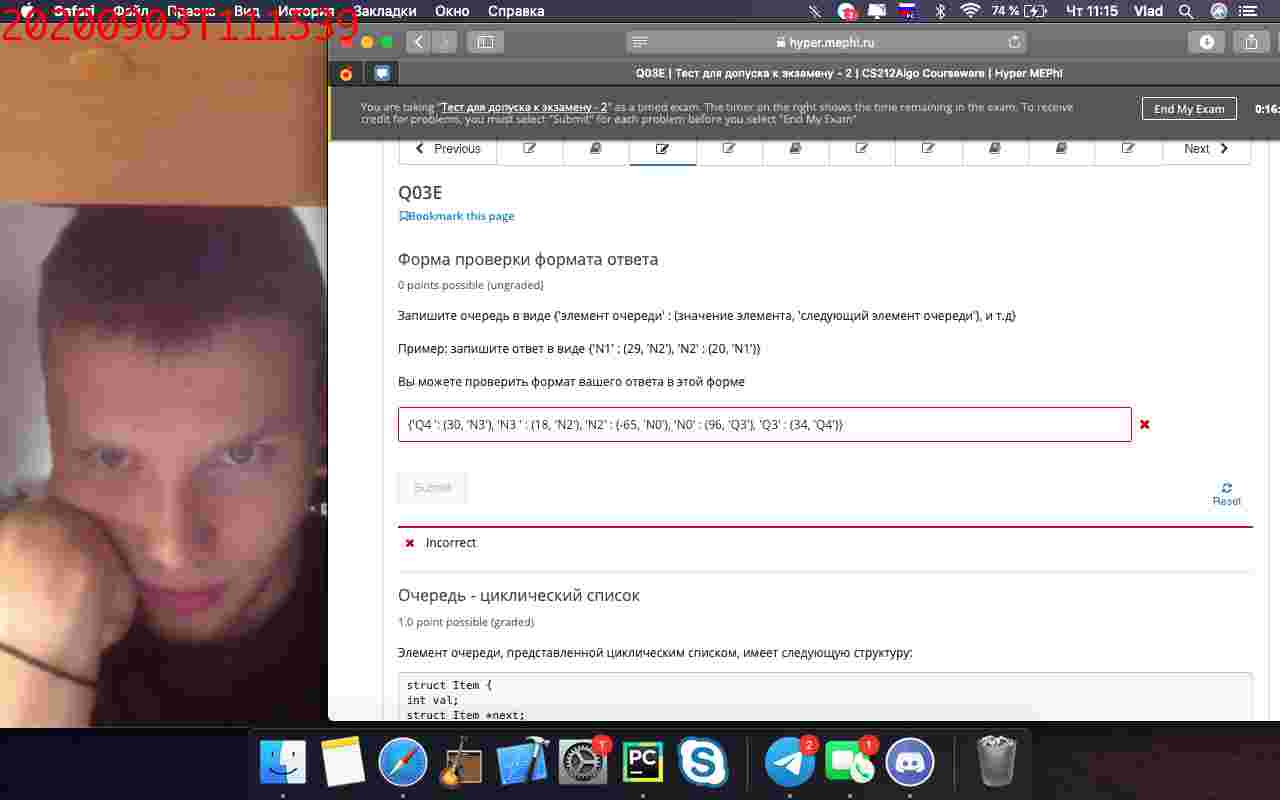 20200903T111539
Safari Файл Правка Вид История Закладки Окно Справка
74 % Чт 11:15 Vlad
hyper.mephi.ru
Q03E | Тест для допуска к экзамену - 2 | CS212Algo Courseware | Hyper MEPhI
You are taking "Тест для допуска к экзамену - 2" as a timed exam. The timer on the right shows the time remaining in the exam. To receive
credit for problems, you must select "Submit" for each problem before you select "End My Exam"
End My Exam
0:16:
Previous
Next
Q03E
Bookmark this page
Форма проверки формата ответа
0 points possible (ungraded)
Запишите очередь в виде {'элемент очереди' : (значение элемента, 'следующий элемент очереди'), и т.д}
Пример: запишите ответ в виде {'N1' : (29, 'N2'), 'N2' : (20, 'N1')}
Вы можете проверить формат вашего ответа в этой форме
{'Q4 ': (30, 'N3'), 'N3 ' : (18, 'N2'), 'N2' : (-65, 'N0'), 'N0' : (96, 'Q3'), 'Q3' : (34, 'Q4')}
Submit
Reset
Incorrect
Очередь - циклический список
1.0 point possible (graded)
Элемент очереди, представленной циклическим списком, имеет следующую структуру:
struct Item {
int val;
struct Item *next;
PC
2
1